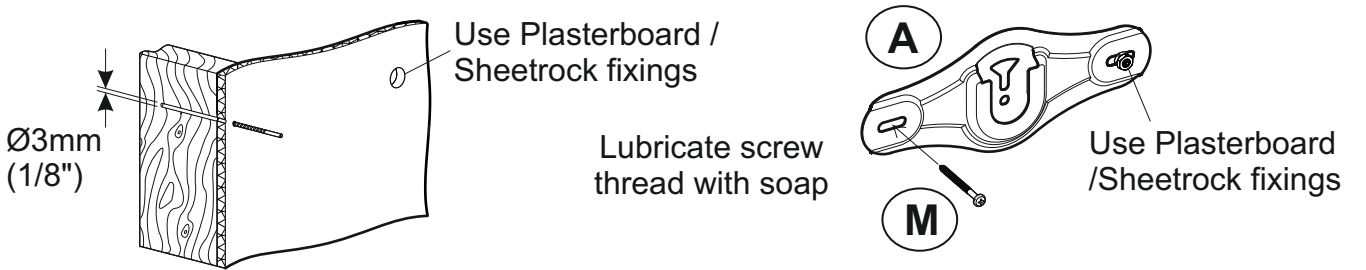 Use Plasterboard /
Sheetrock fixings
Ø3mm
(1/8")
A
Lubricate screw
thread with soap
M
Use Plasterboard
/Sheetrock fixings